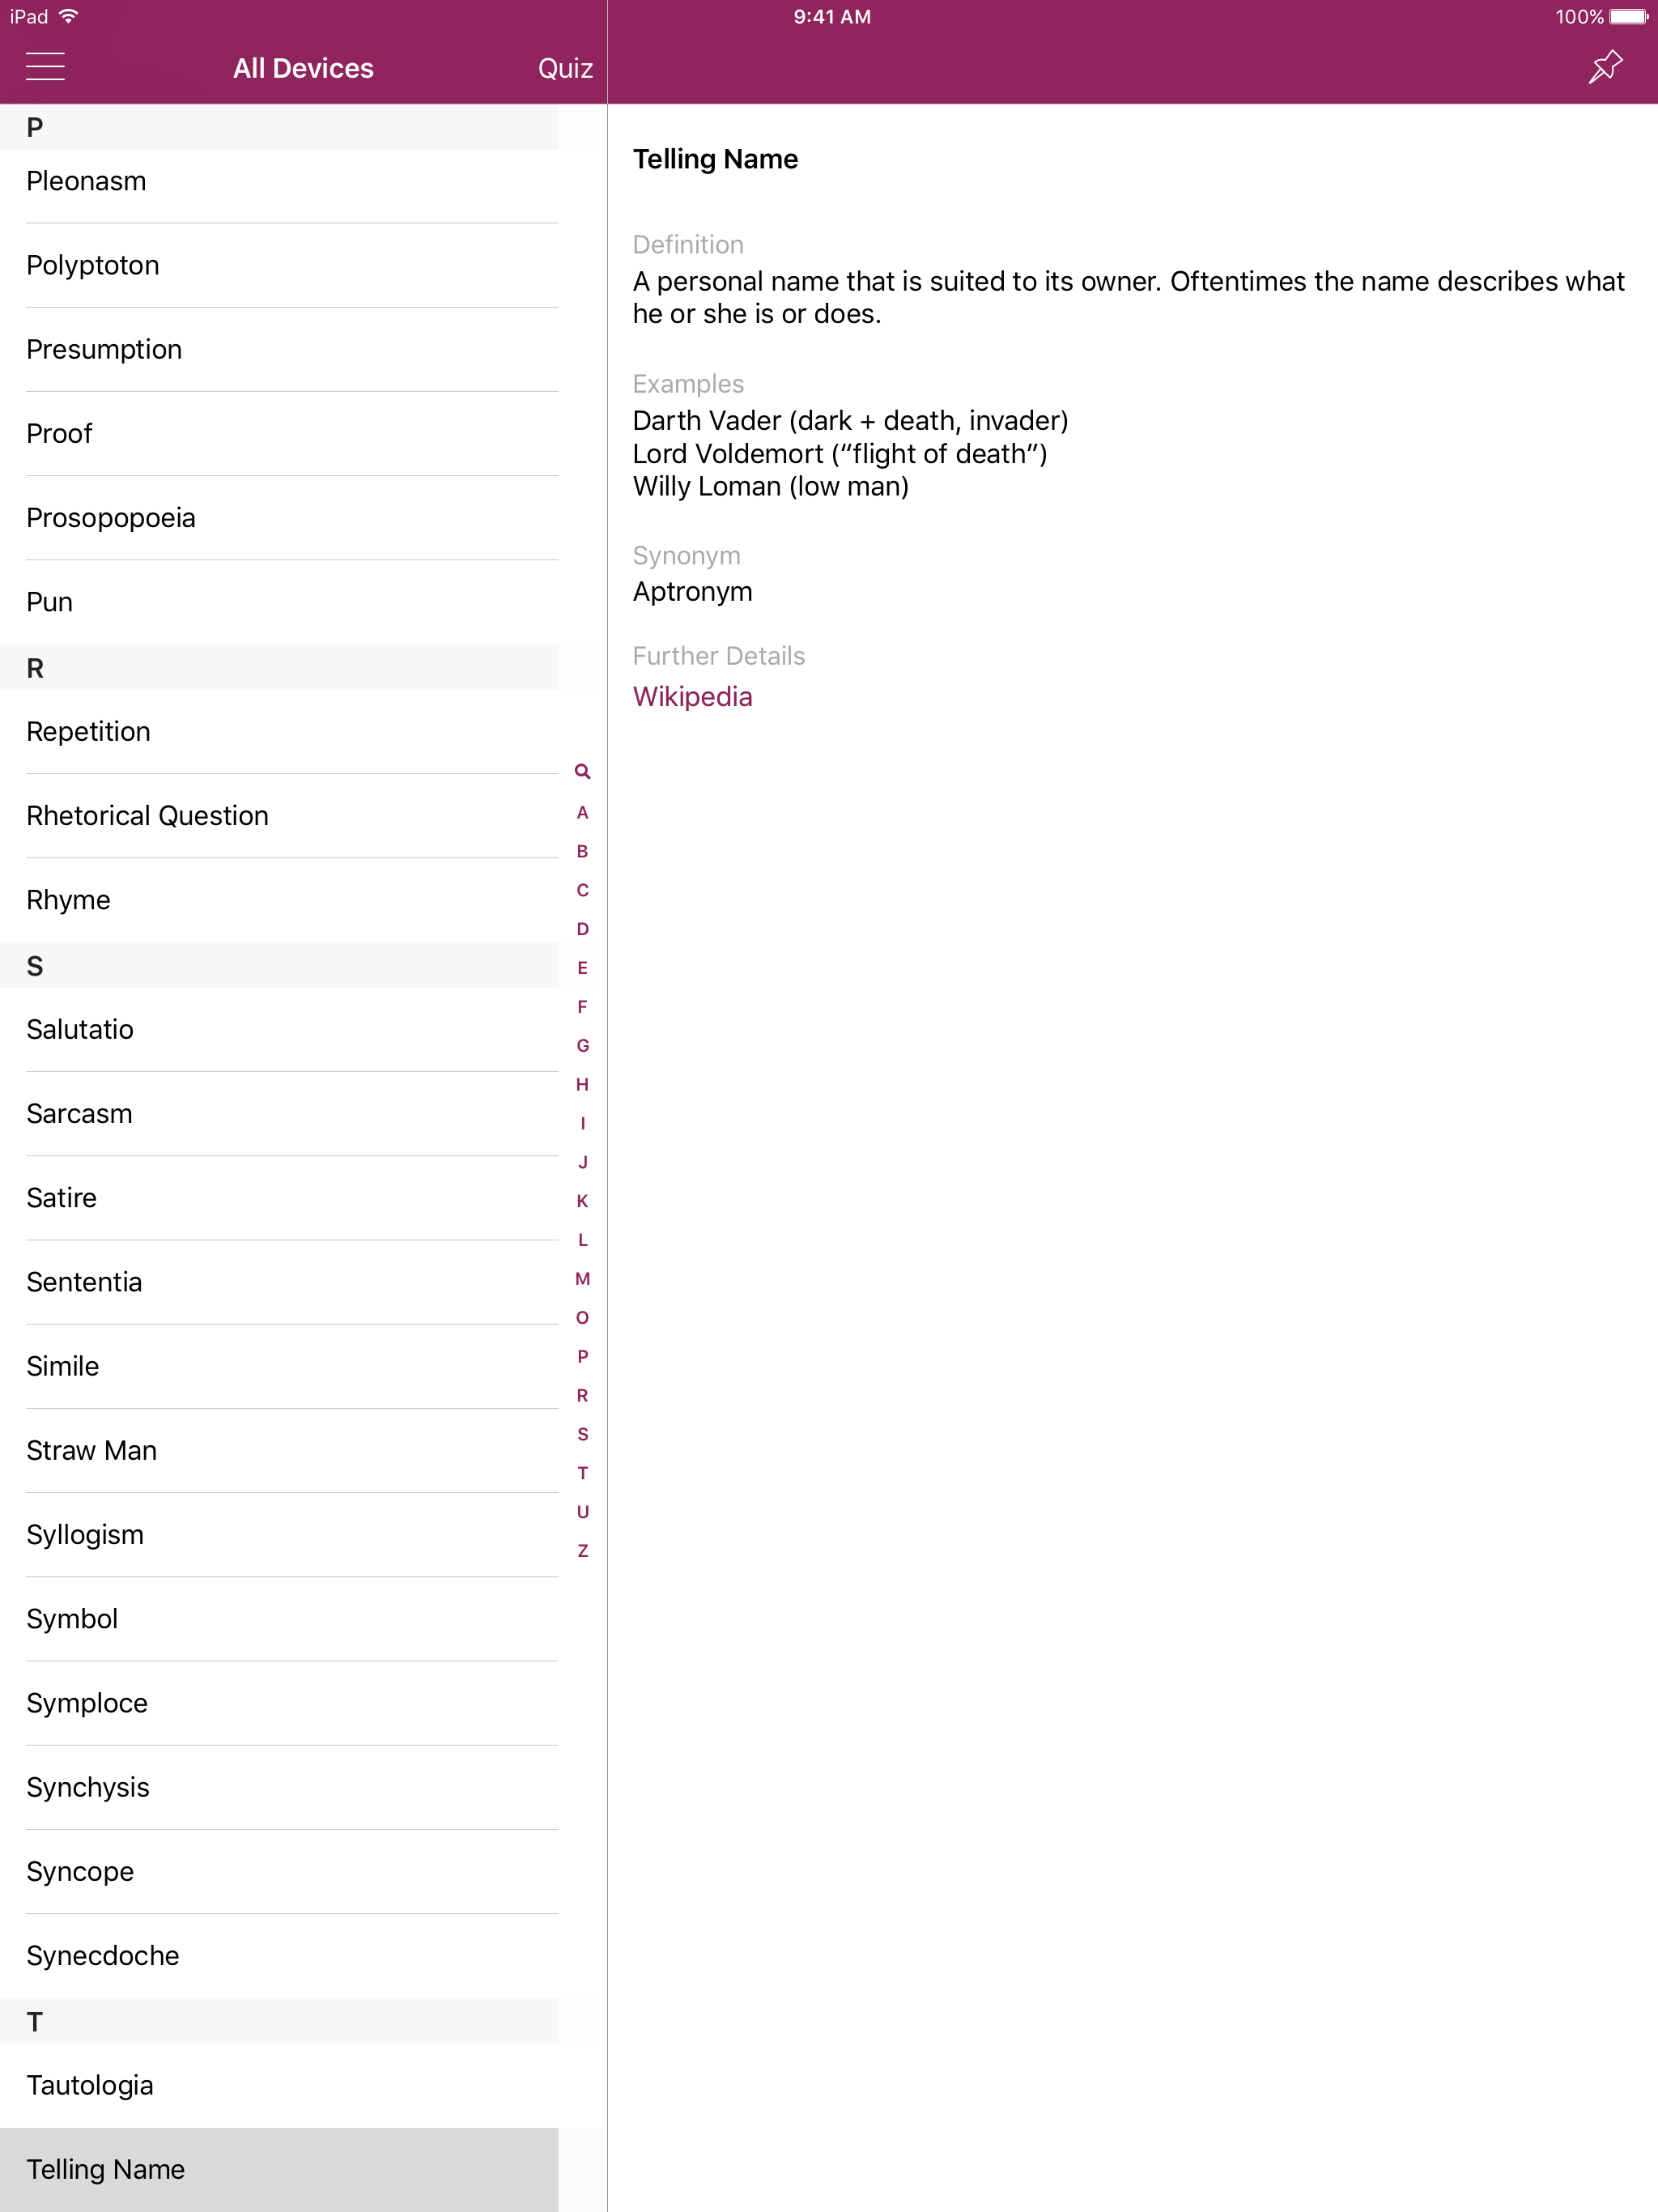 iPad
9:41 AM
100%
All Devices
Quiz
P
Pleonasm
Polyptoton
Presumption
Proof
Prosopopoeia
Pun
R
Repetition
Rhetorical Question
Rhyme
S
Salutatio
Sarcasm
Satire
Sententia
Simile
Straw Man
Syllogism
Symbol
Symploce
Synchysis
Syncope
Synecdoche
T
Tautologia
Telling Name
A
B
C
D
E
F
G
H
I
J
K
L
M
O
P
R
S
T
U
Z
Telling Name
Definition
A personal name that is suited to its owner. Oftentimes the name describes what
he or she is or does.
Examples
Darth Vader (dark + death, invader)
Lord Voldemort (“flight of death”)
Willy Loman (low man)
Synonym
Aptronym
Further Details
Wikipedia